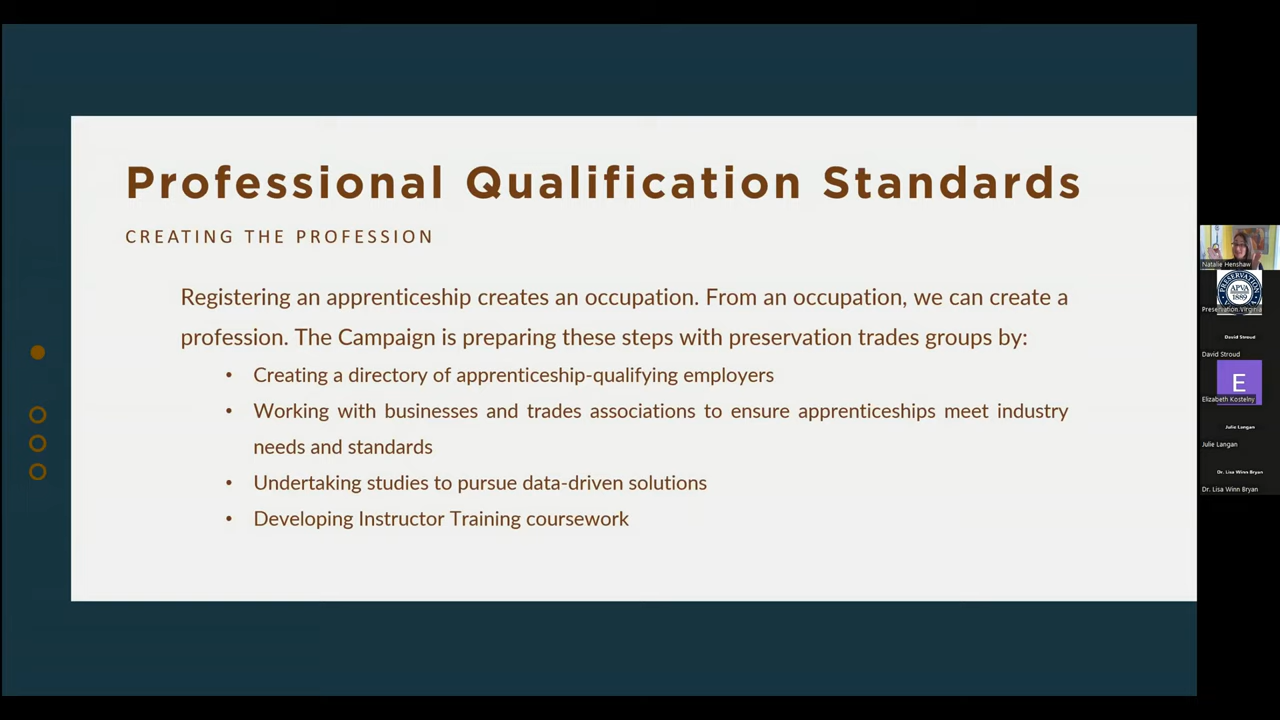 Professional Qualification Standards
CREATING THE PROFESSION
Registering an apprenticeship creates an occupation. From an occupation, we can create a
profession. The Campaign is preparing these steps with preservation trades groups by:
• Creating a directory of apprenticeship-qualifying employers
• Working with businesses and trades associations to ensure apprenticeships meet industry
needs and standards
• Undertaking studies to pursue data-driven solutions
• Developing Instructor Training coursework
Natalie Henshaw
PRESERVATION
APVA
1889
Preservation Virginia
David Stroud
David Stroud
E
Elizabeth Kostelny
Julie Langan
Julie Langan
Dr. Lisa Winn Bryan
Dr. Lisa Winn Bryan